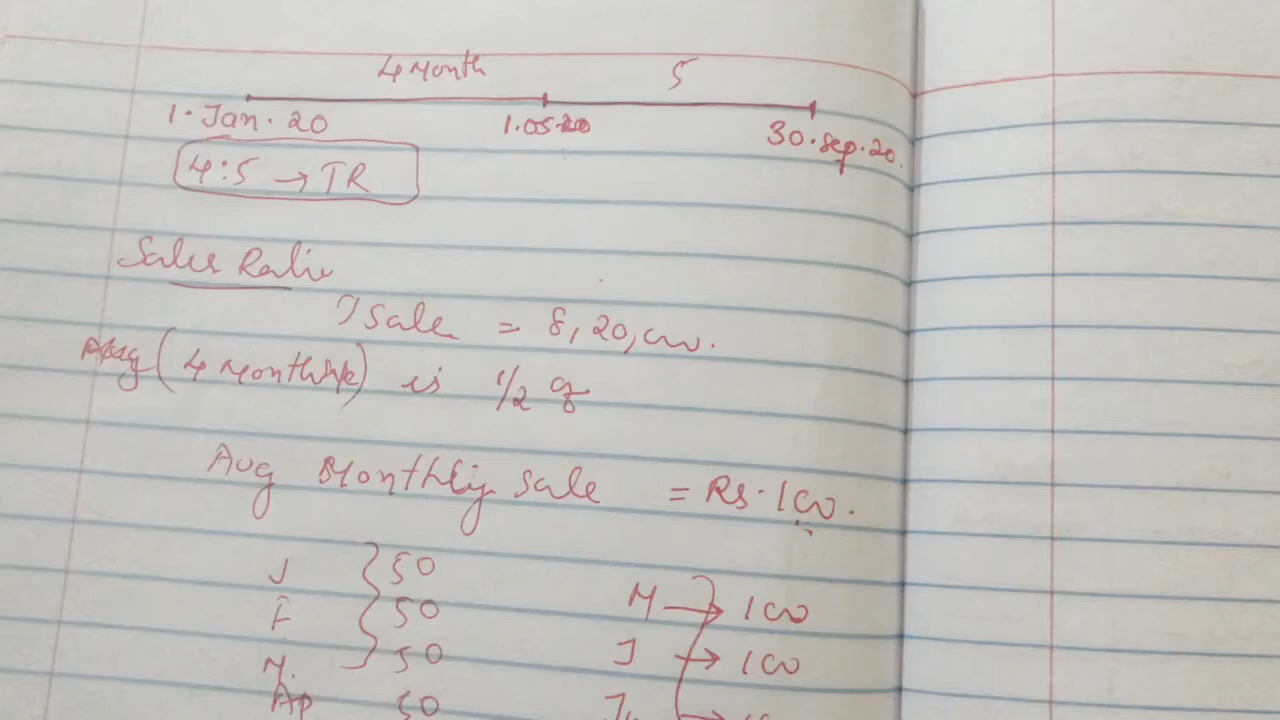 4 Month 5
1. Jan. 20 1.05.20 30. Sep. 20.
4:5 → TR
Sales Ratio
Sale = 8,20,000.
Avg (4 Months) is 1/2 of
Avg Monthly Sale = Rs. 100.
J } 50
F 50 M → 100
M. 50 J → 100
Ap 50